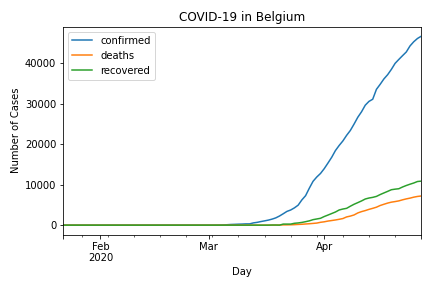 COVID-19 in Belgium
confirmed
deaths
recovered
Number of Cases
40000
30000
20000
10000
0
Feb
2020
Mar
Apr
Day